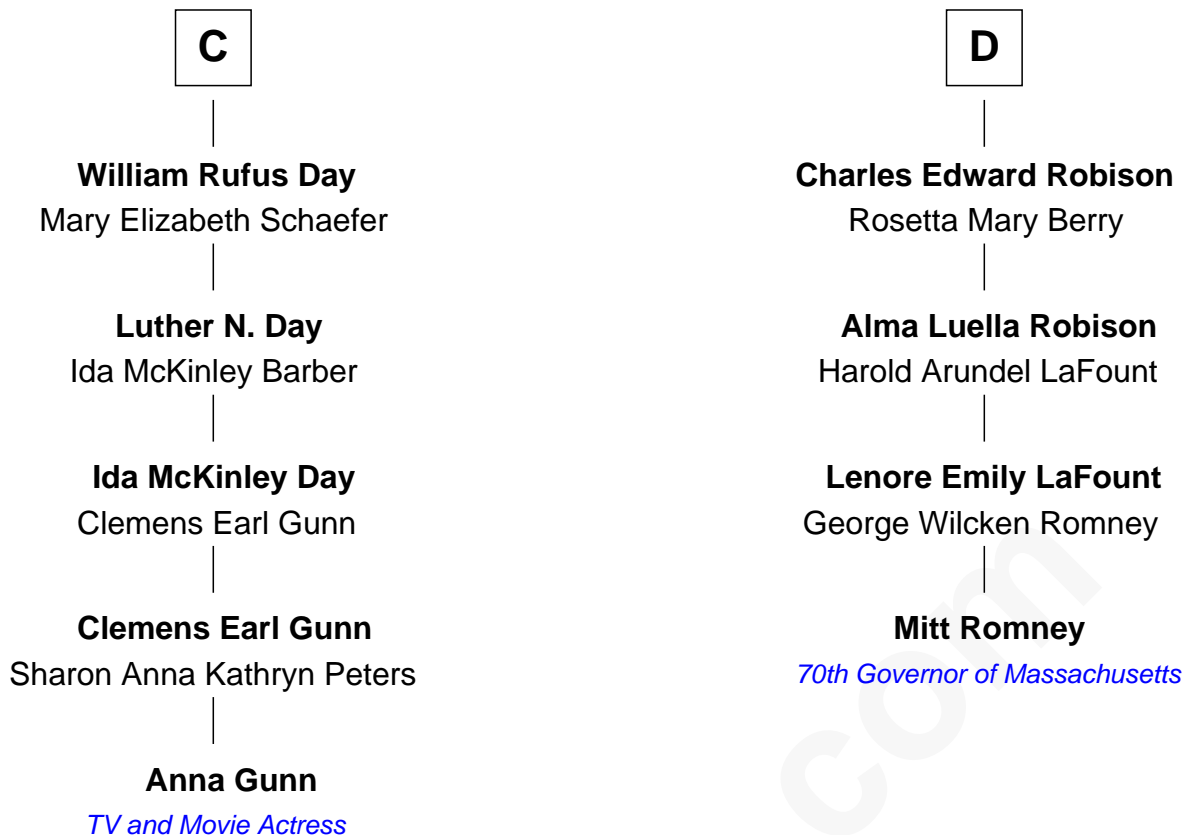 C
William Rufus Day
Mary Elizabeth Schaefer
Luther N. Day
Ida McKinley Barber
Ida McKinley Day
Clemens Earl Gunn
Clemens Earl Gunn
Sharon Anna Kathryn Peters
Anna Gunn
TV and Movie Actress
D
Charles Edward Robison
Rosetta Mary Berry
Alma Luella Robison
Harold Arundel LaFount
Lenore Emily LaFount
George Wilcken Romney
Mitt Romney
70th Governor of Massachusetts
com